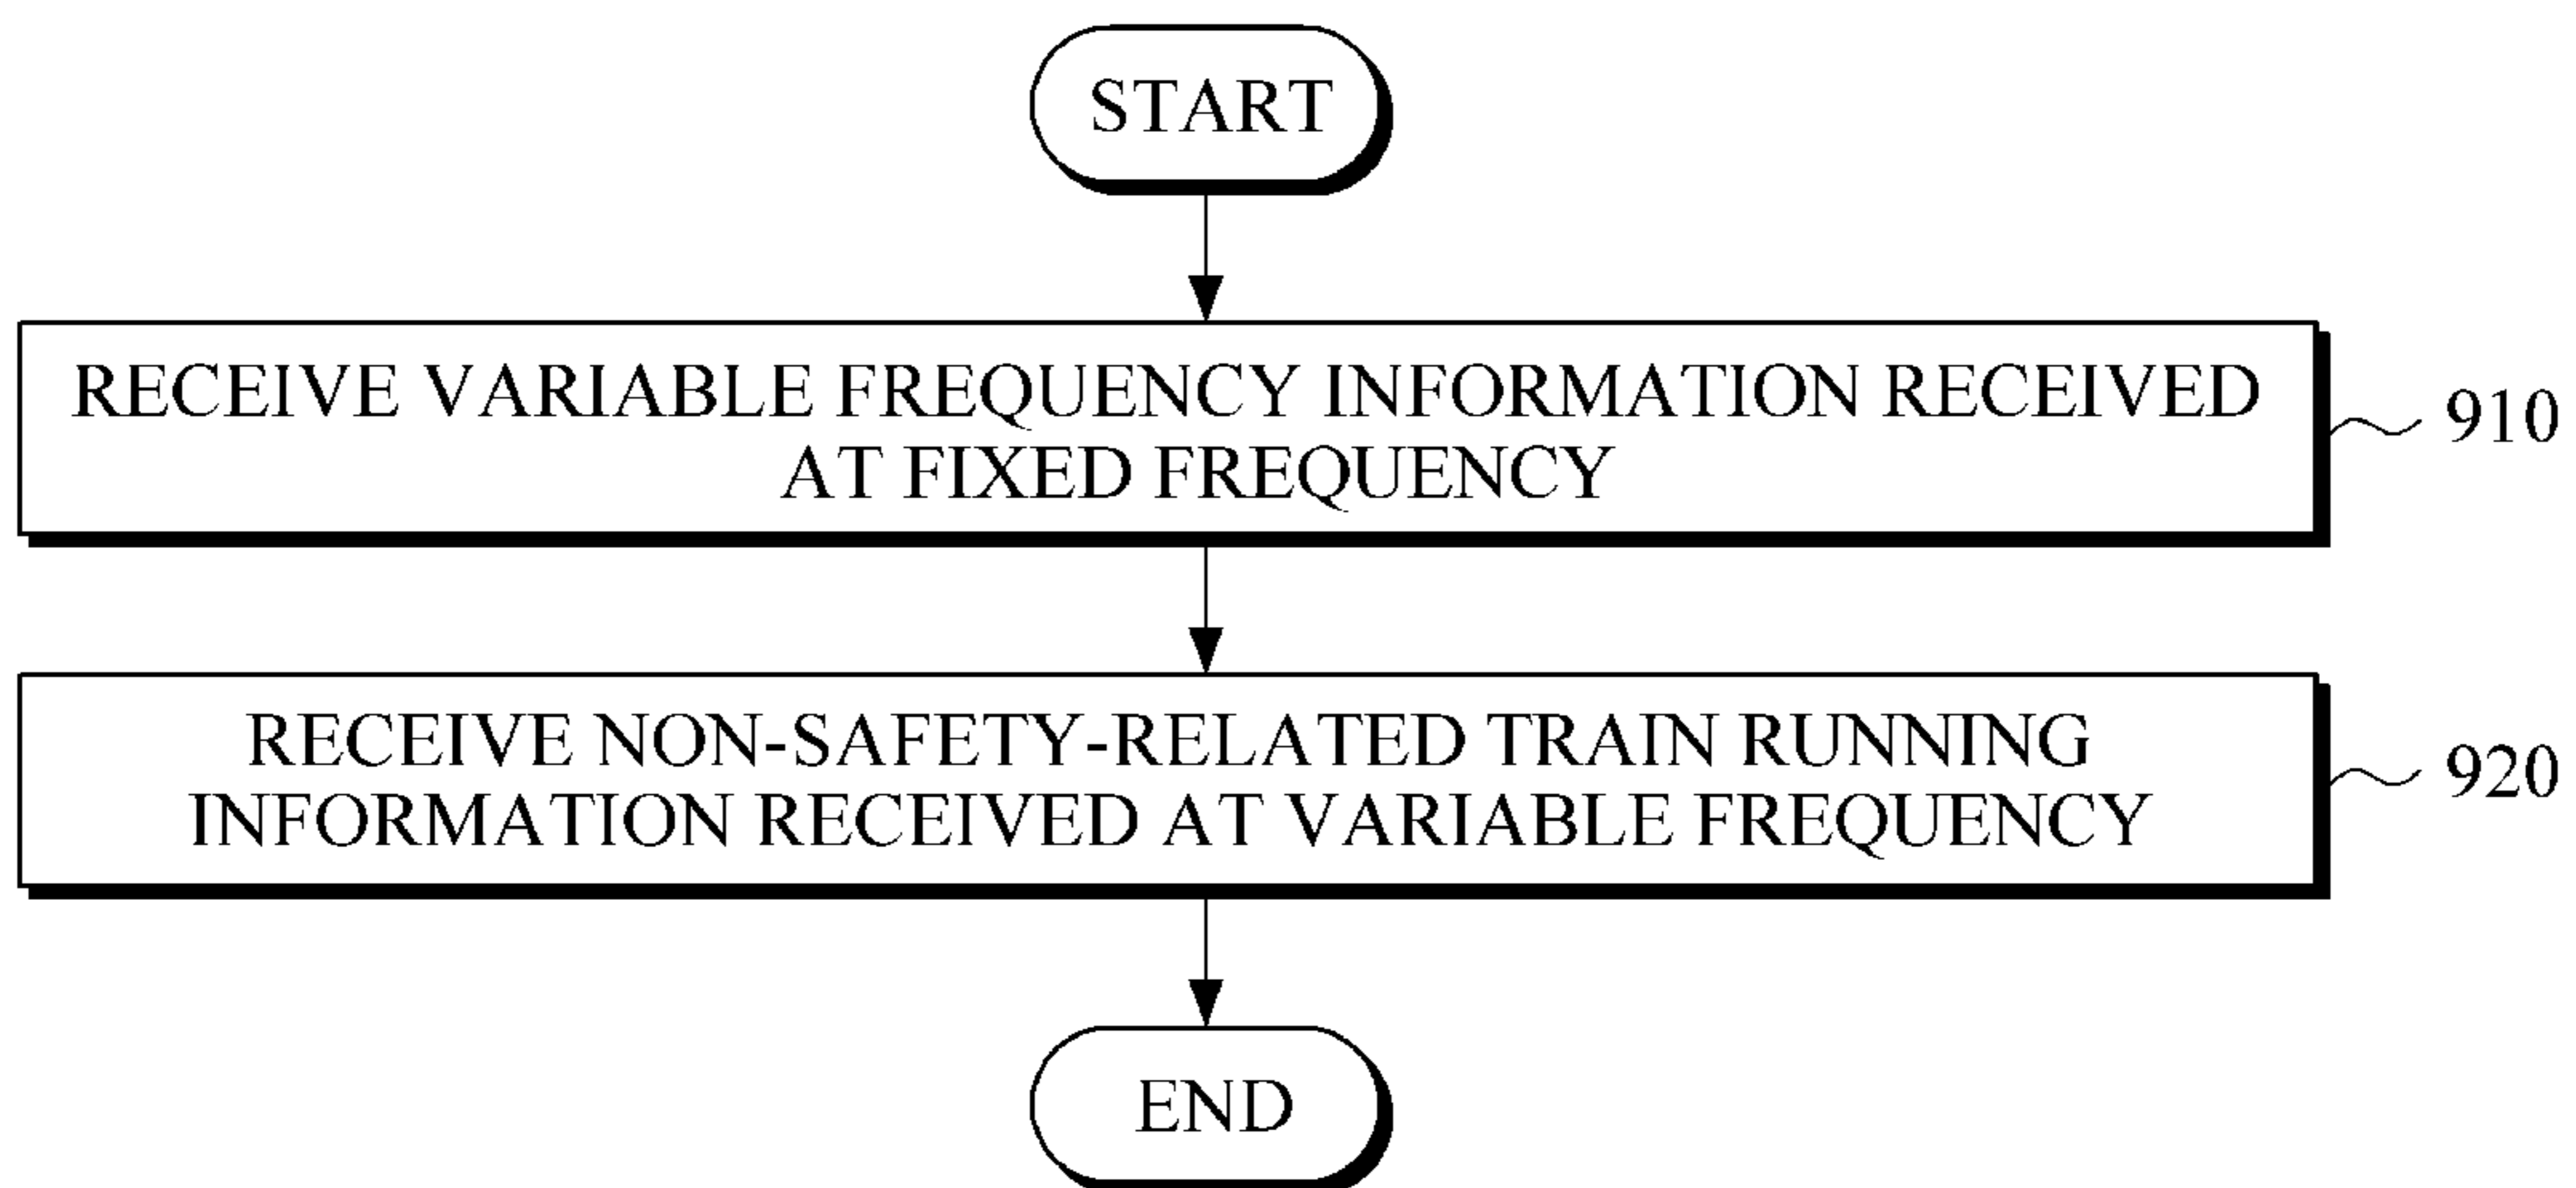 START
RECEIVE VARIABLE FREQUENCY INFORMATION RECEIVED
AT FIXED FREQUENCY
910
RECEIVE NON-SAFETY-RELATED TRAIN RUNNING
INFORMATION RECEIVED AT VARIABLE FREQUENCY
920
END